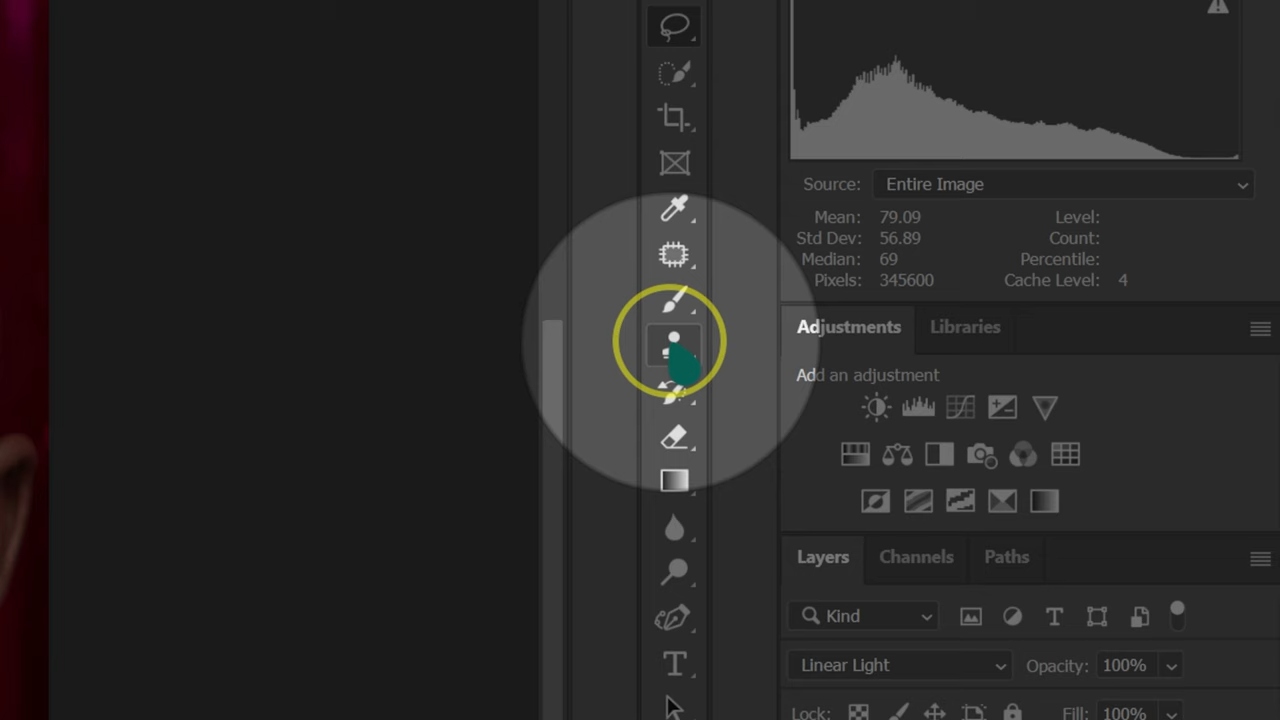 Source: Entire Image
Mean: 79.09 Level:
Std Dev: 56.89 Count:
Median: 69 Percentile:
Pixels: 345600 Cache Level: 4
Adjustments Libraries
Add an adjustment
Layers Channels Paths
Kind
Linear Light Opacity: 100%
Lock: Fill: 100%